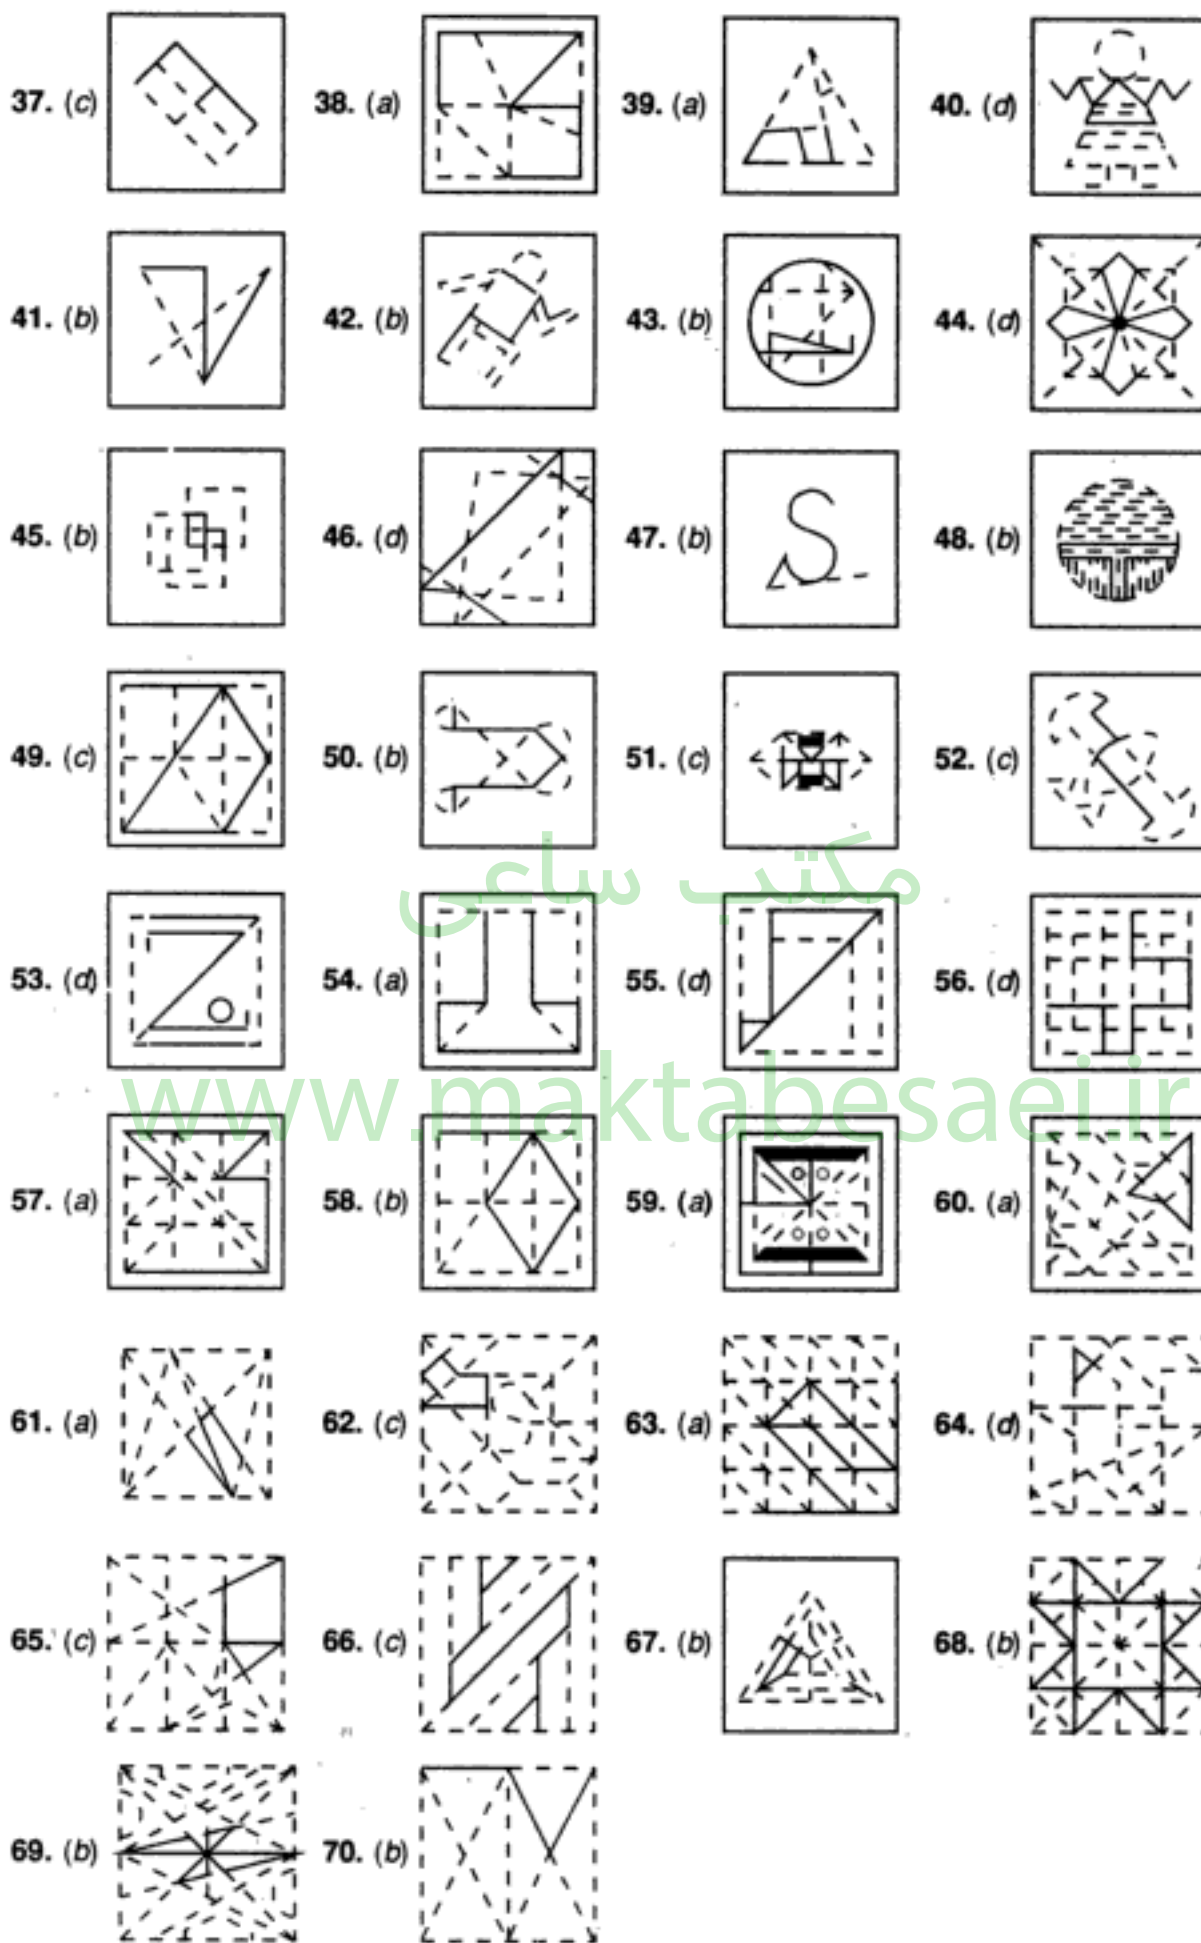 37. (c) 38. (a) 39. (a) 40. (d)
41. (b) 42. (b) 43. (b) 44. (d)
45. (b) 46. (d) 47. (b) 48. (b)
49. (c) 50. (b) 51. (c) 52. (c)
مکتب ساعی
53. (d) 54. (a) 55. (d) 56. (d)
www.maktabesaei.ir
57. (a) 58. (b) 59. (a) 60. (a)
61. (a) 62. (c) 63. (a) 64. (d)
65. (c) 66. (c) 67. (b) 68. (b)
69. (b) 70. (b)